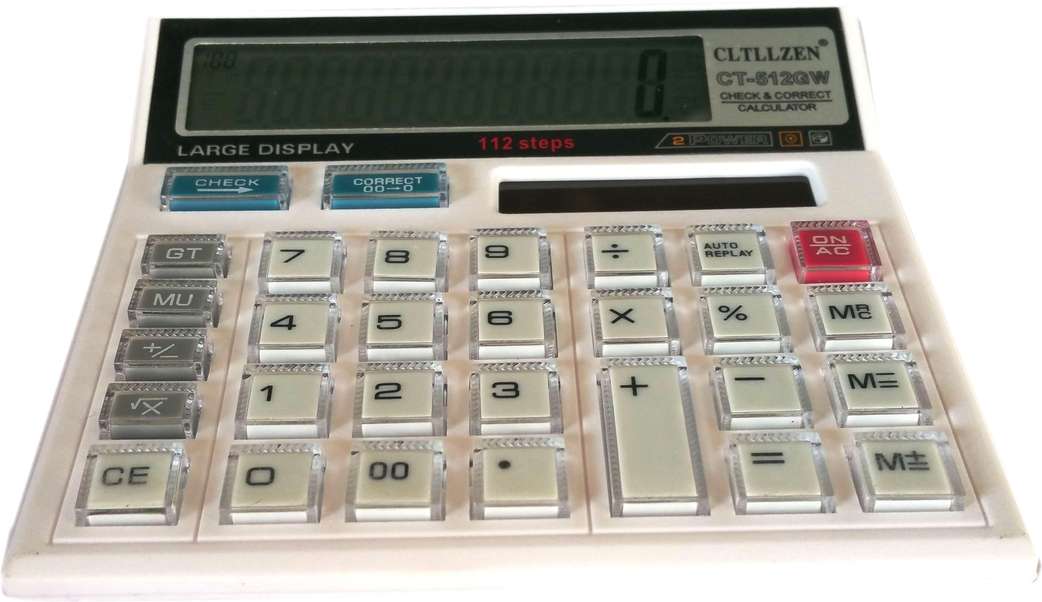 0.
CLTLLZEN®
CT-512GW
CHECK & CORRECT
CALCULATOR
LARGE DISPLAY
112 steps
2 POWER
CHECK →
CORRECT
00→0
GT
7
8
9
÷
AUTO
REPLAY
ON
AC
MU
4
5
6
X
%
MRC
+/−
1
2
3
+
−
M=
√X
CE
0
00
.
=
M±